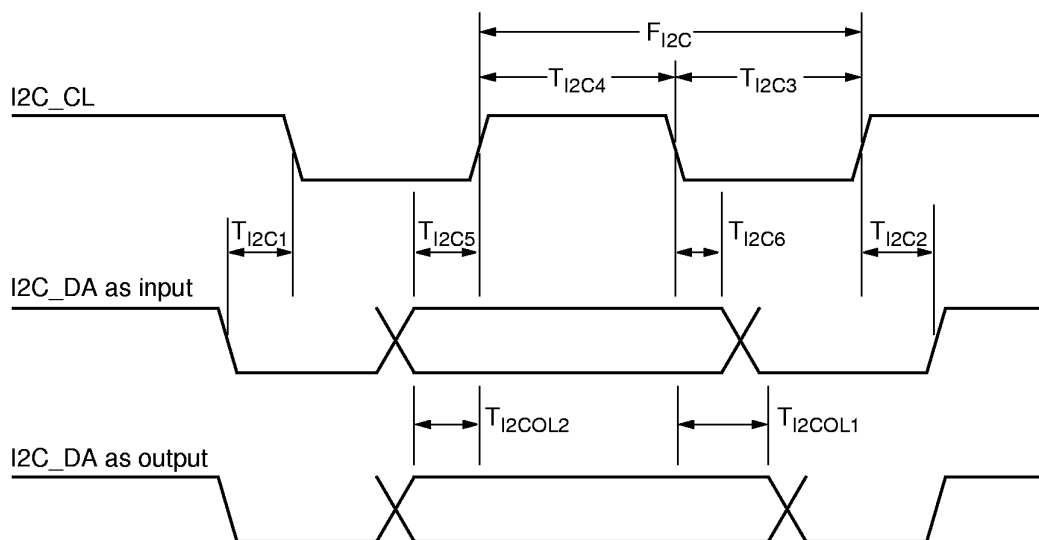 F_I2C
T_I2C4 T_I2C3
I2C_CL
T_I2C1 T_I2C5 T_I2C6 T_I2C2
I2C_DA as input
T_I2COL2 T_I2COL1
I2C_DA as output